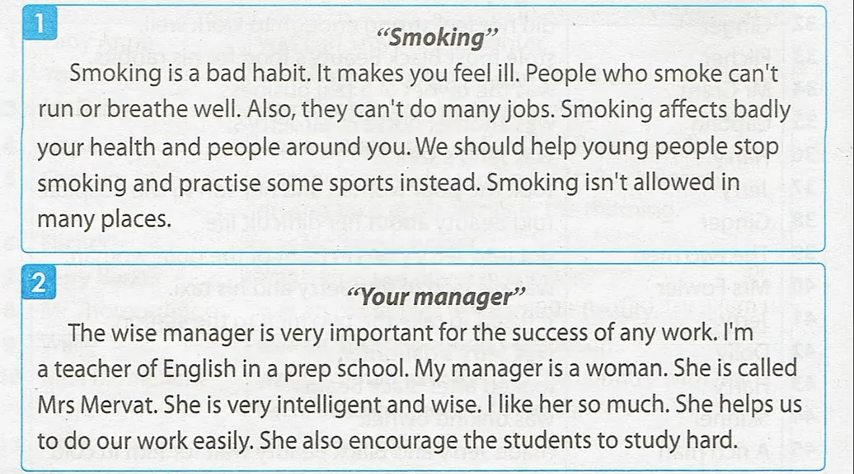 1
“Smoking”
Smoking is a bad habit. It makes you feel ill. People who smoke can't
run or breathe well. Also, they can't do many jobs. Smoking affects badly
your health and people around you. We should help young people stop
smoking and practise some sports instead. Smoking isn't allowed in
many places.
2
“Your manager”
The wise manager is very important for the success of any work. I'm
a teacher of English in a prep school. My manager is a woman. She is called
Mrs Mervat. She is very intelligent and wise. I like her so much. She helps us
to do our work easily. She also encourage the students to study hard.